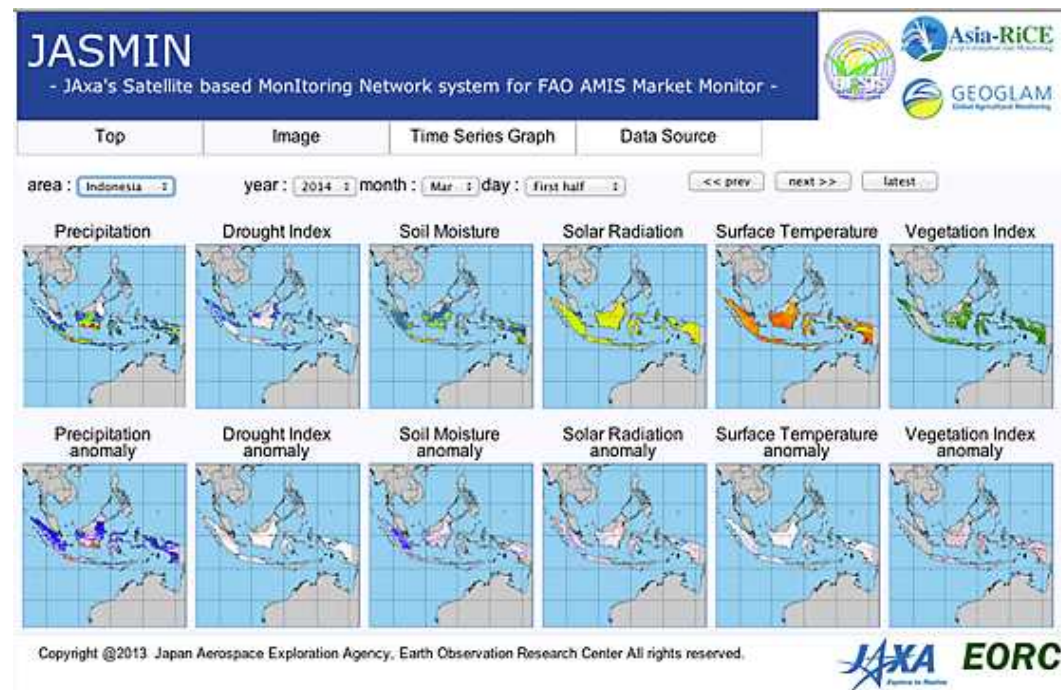 JASMIN
- JAxa's Satellite based MonItoring Network system for FAO AMIS Market Monitor -
Asia-RiCE
GEOGLAM
Global Agricultural Monitoring
Top Image Time Series Graph Data Source
area : Indonesia year : 2014 month : Mar day : First half << prev next >> latest
Precipitation Drought Index Soil Moisture Solar Radiation Surface Temperature Vegetation Index
Precipitation anomaly Drought Index anomaly Soil Moisture anomaly Solar Radiation anomaly Surface Temperature anomaly Vegetation Index anomaly
Copyright @2013 Japan Aerospace Exploration Agency, Earth Observation Research Center All rights reserved.
JAXA EORC